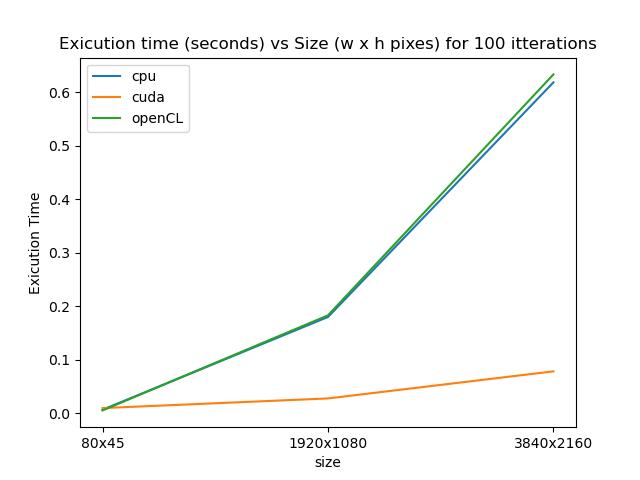 Exicution time (seconds) vs Size (w x h pixes) for 100 itterations
cpu
cuda
openCL
Exicution Time
0.6
0.5
0.4
0.3
0.2
0.1
0.0
80x45 1920x1080 3840x2160
size